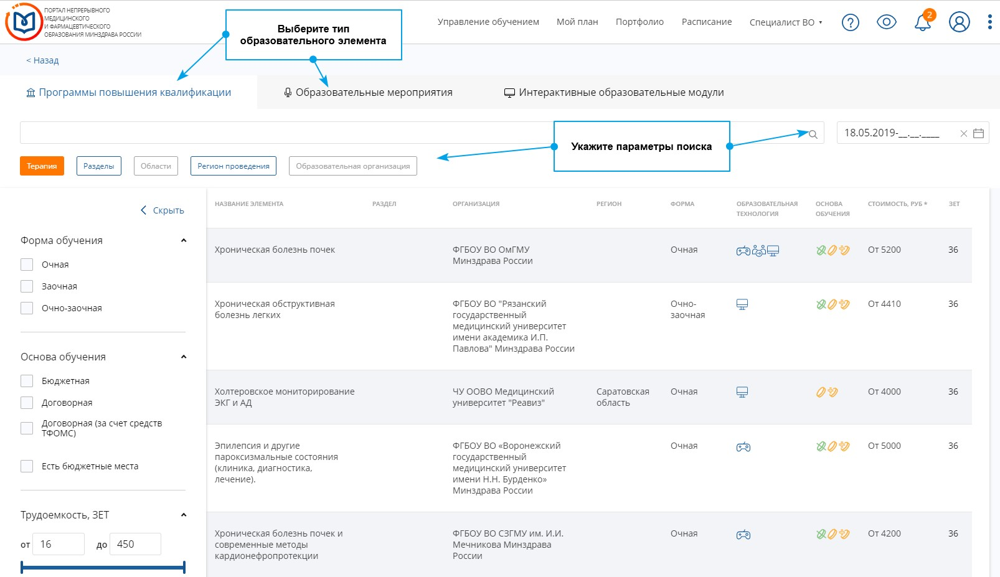 ПОРТАЛ НЕПРЕРЫВНОГО
МЕДИЦИНСКОГО
И ФАРМАЦЕВТИЧЕСКОГО
ОБРАЗОВАНИЯ МИНЗДРАВА РОССИИ
Выберите тип
образовательного элемента
Управление обучением
Мой план
Портфолио
Расписание
Специалист ВО
2
< Назад
Программы повышения квалификации
Образовательные мероприятия
Интерактивные образовательные модули
Укажите параметры поиска
18.05.2019-__.__.____
Терапия
Разделы
Области
Регион проведения
Образовательная организация
Скрыть
Форма обучения
Очная
Заочная
Очно-заочная
Основа обучения
Бюджетная
Договорная
Договорная (за счет средств
ТФОМС)
Есть бюджетные места
Трудоемкость, ЗЕТ
от 16 до 450
НАЗВАНИЕ ЭЛЕМЕНТА
РАЗДЕЛ
ОРГАНИЗАЦИЯ
РЕГИОН
ФОРМА
ОБРАЗОВАТЕЛЬНАЯ
ТЕХНОЛОГИЯ
ОСНОВА
ОБУЧЕНИЯ
СТОИМОСТЬ, РУБ *
ЗЕТ
Хроническая болезнь почек
ФГБОУ ВО ОмГМУ
Минздрава России
Очная
От 5200
36
Хроническая обструктивная
болезнь легких
ФГБОУ ВО "Рязанский
государственный
медицинский университет
имени академика И.П.
Павлова" Минздрава России
Очно-
заочная
От 4410
36
Холтеровское мониторирование
ЭКГ и АД
ЧУ ООВО Медицинский
университет "Реавиз"
Саратовская
область
Очная
От 4000
36
Эпилепсия и другие
пароксизмальные состояния
(клиника, диагностика,
лечение).
ФГБОУ ВО «Воронежский
государственный
медицинский университет
имени Н.Н. Бурденко»
Минздрава России
Очная
От 5000
36
Хроническая болезнь почек и
современные методы
кардионефропротекции
ФГБОУ ВО СЗГМУ им. И.И.
Мечникова Минздрава
России
Очная
От 4200
36